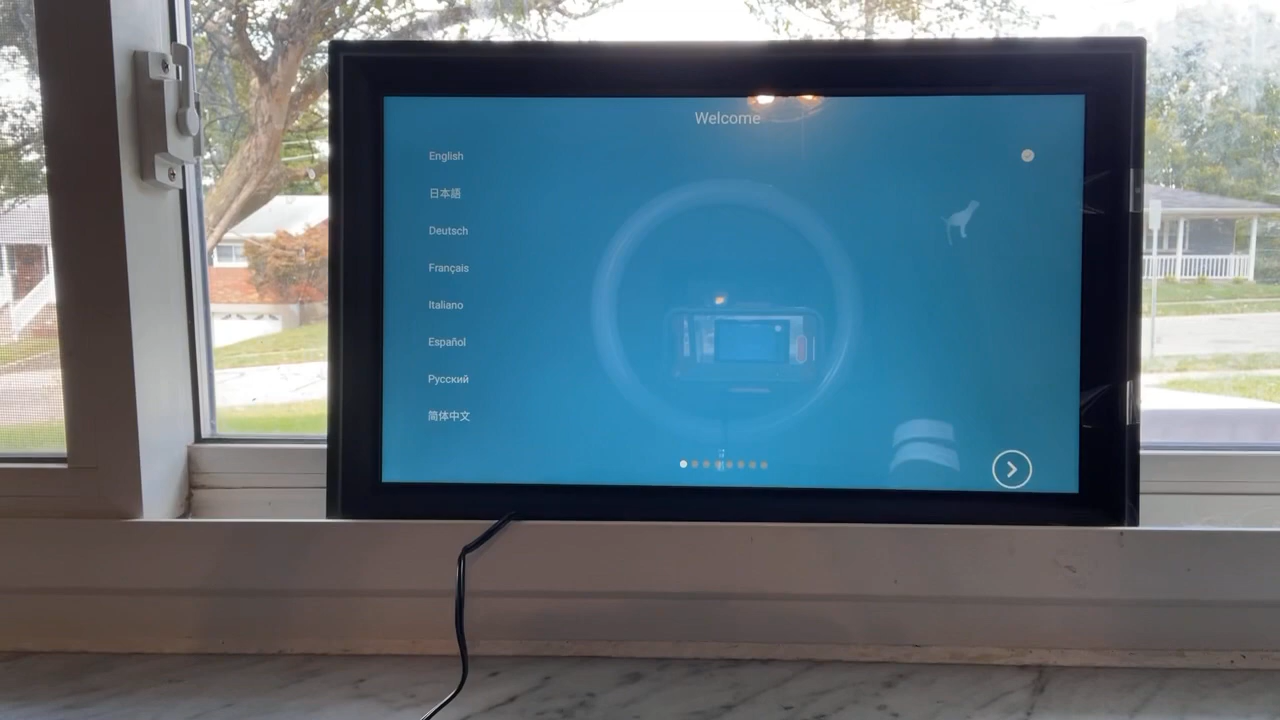 Welcome
English
日本語
Deutsch
Français
Italiano
Español
Русский
简体中文